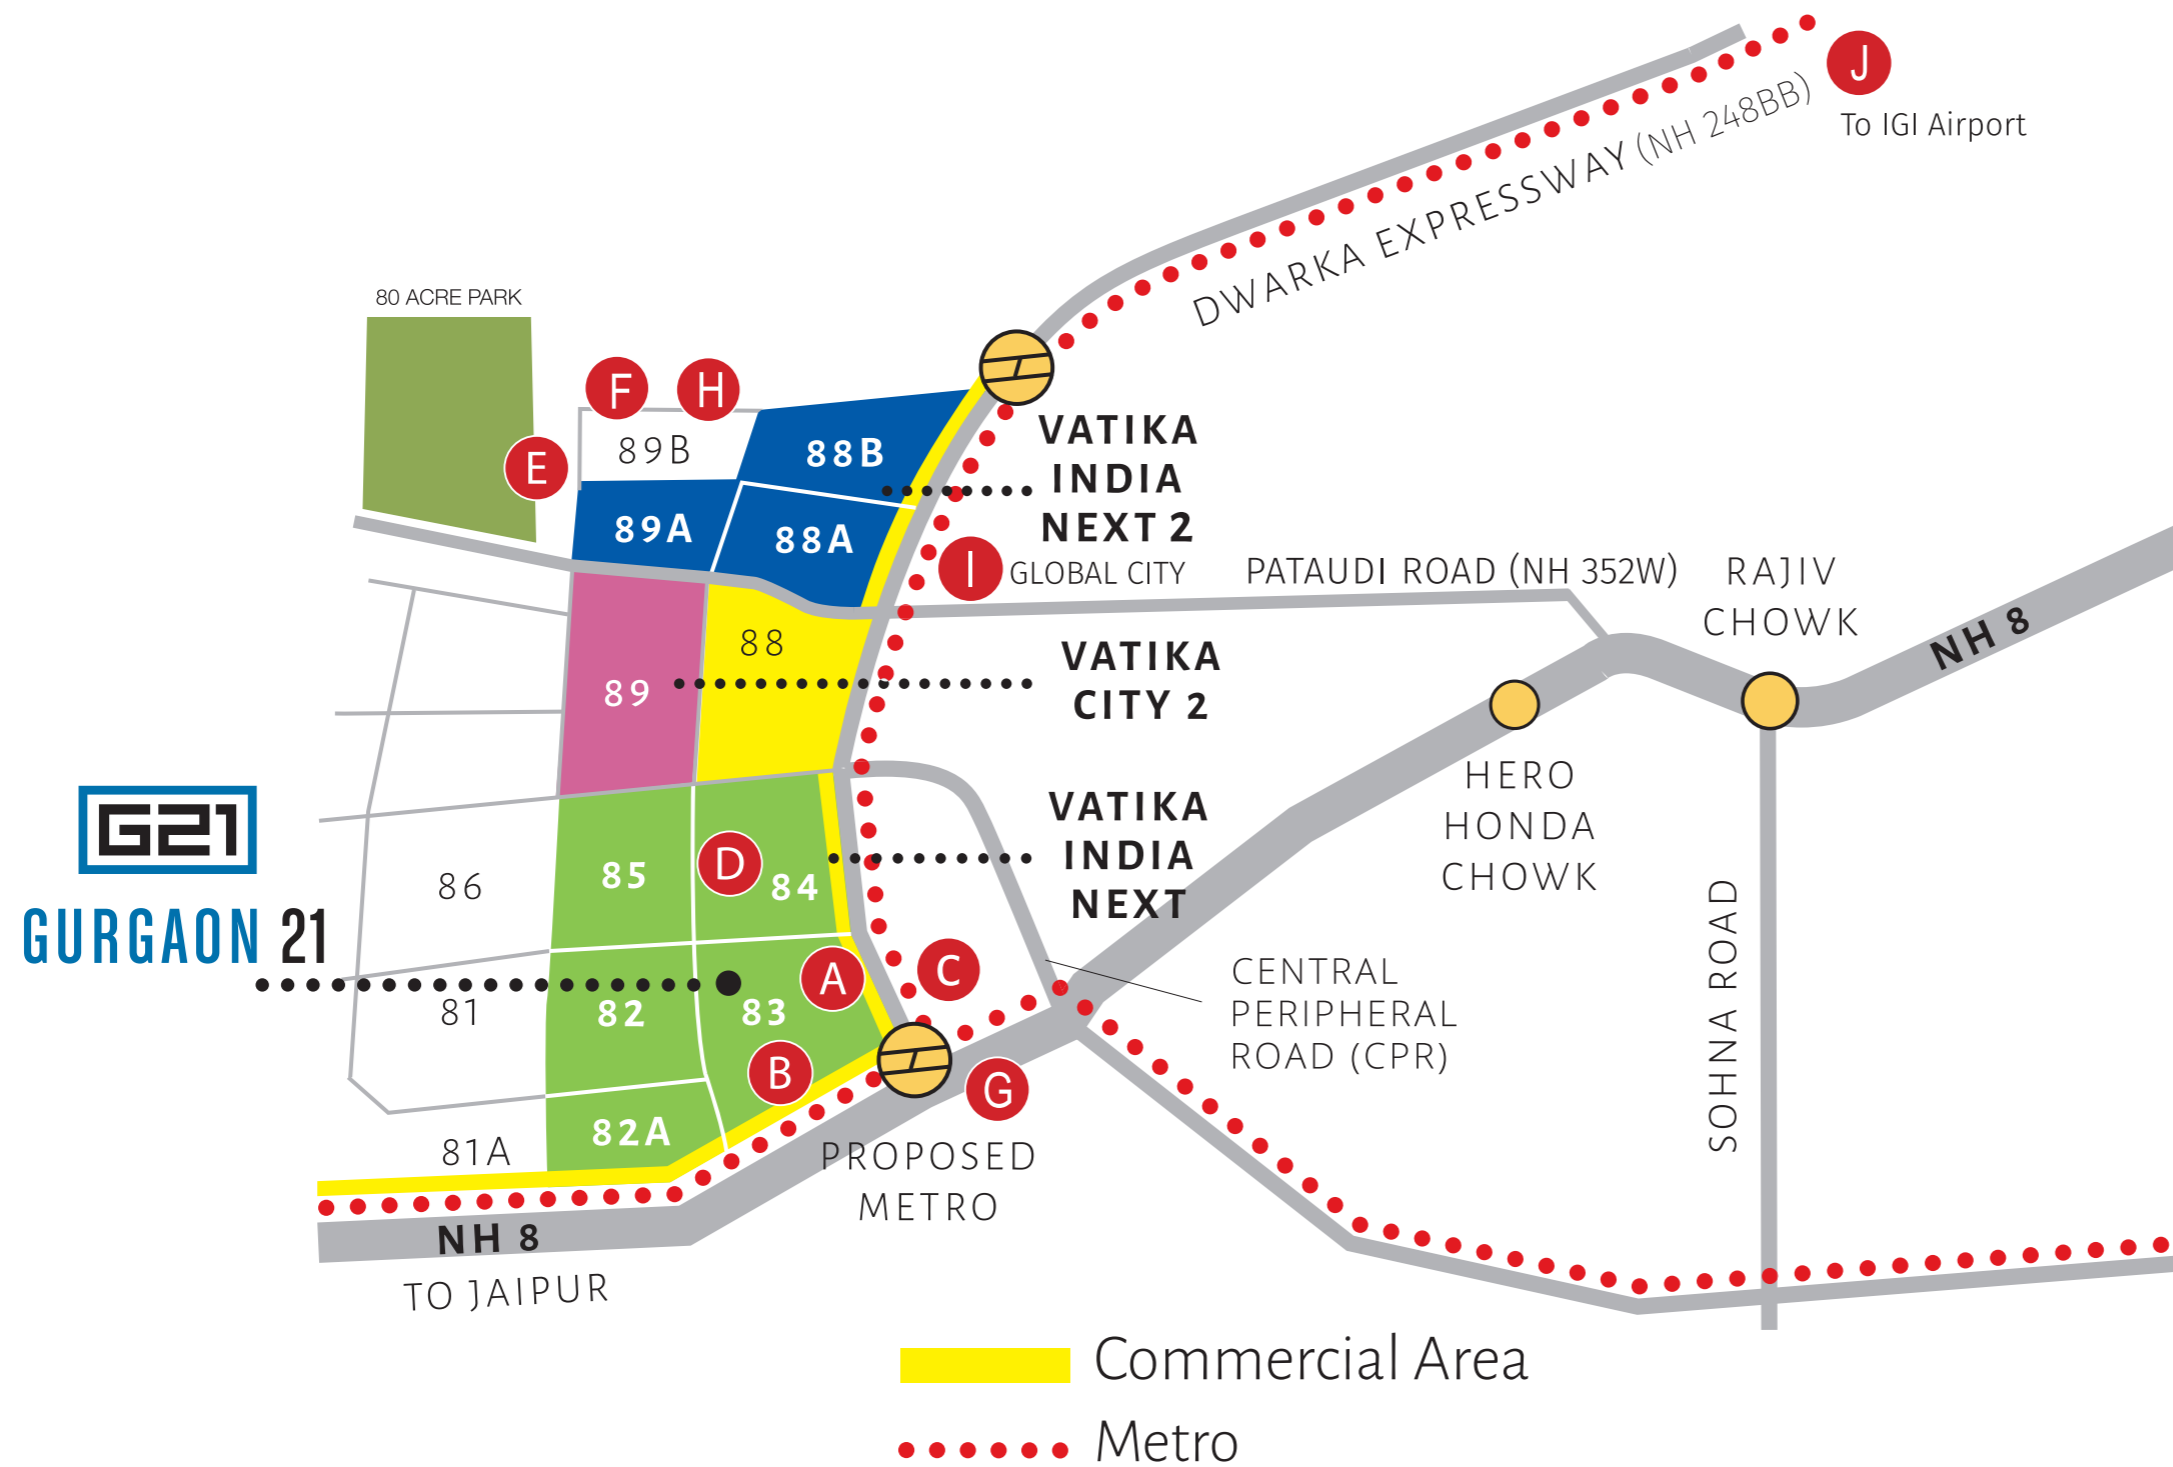 J
To IGI Airport
DWARKA EXPRESSWAY (NH 248BB)
80 ACRE PARK
F
H
E
89B
88B
89A
88A
VATIKA
INDIA
NEXT 2
I
GLOBAL CITY
PATAUDI ROAD (NH 352W)
RAJIV
CHOWK
NH 8
88
89
VATIKA
CITY 2
HERO
HONDA
CHOWK
VATIKA
INDIA
NEXT
G21
GURGAON 21
86
85
D
84
SOHNA ROAD
A
C
CENTRAL
PERIPHERAL
ROAD (CPR)
81
82
83
B
G
81A
82A
PROPOSED
METRO
NH 8
TO JAIPUR
Commercial Area
Metro